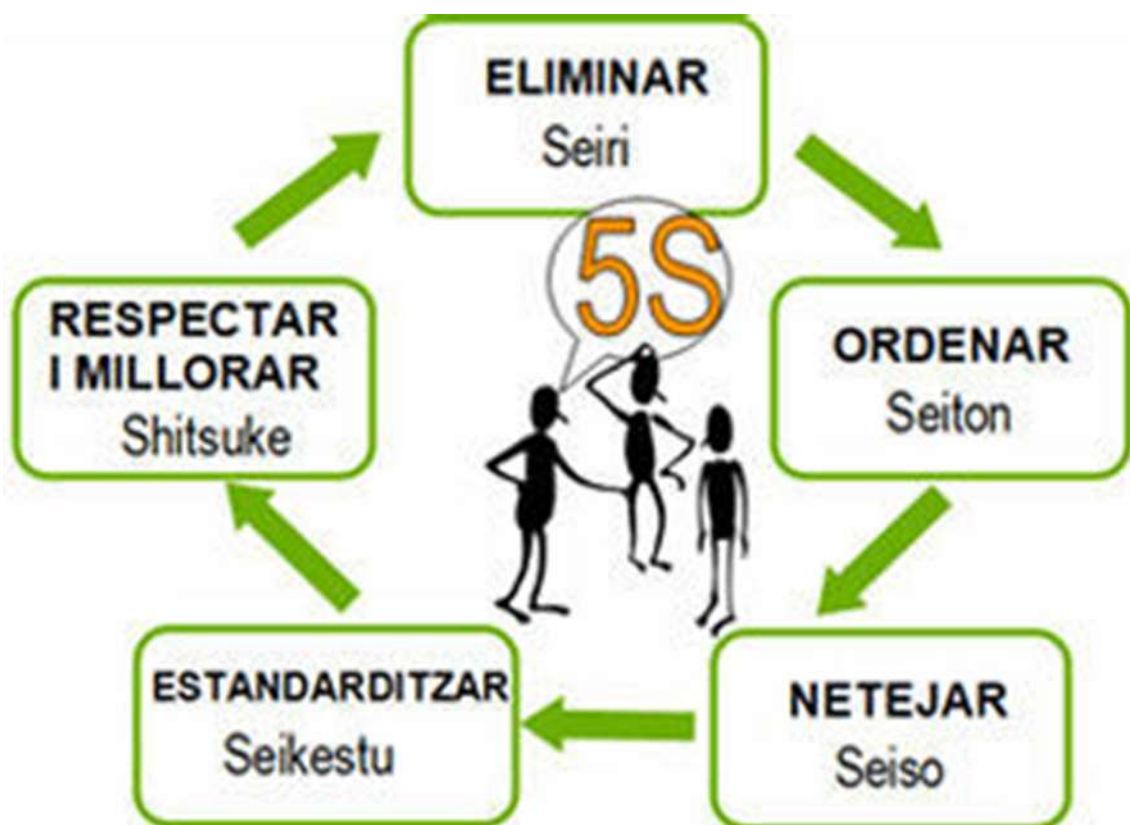 ELIMINAR
Seiri
5S
ORDENAR
Seiton
NETEJAR
Seiso
ESTANDARDITZAR
Seikestu
RESPECTAR
I MILLORAR
Shitsuke